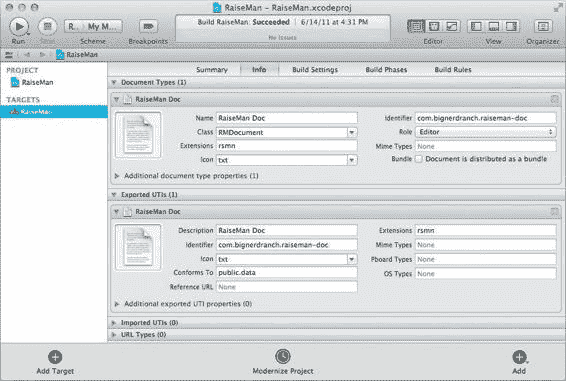 RaiseMan – RaiseMan.xcodeproj
Run
Stop
R... My M...
Scheme
Breakpoints
Build RaiseMan: Succeeded | 6/14/11 at 4:31 PM
No Issues
Editor
View
Organizer
RaiseMan
PROJECT
RaiseMan
TARGETS
RaiseMan
Summary
Info
Build Settings
Build Phases
Build Rules
Document Types (1)
RaiseMan Doc
Name RaiseMan Doc
Identifier com.bignerdranch.raiseman-doc
Class RMDocument
Role Editor
Extensions rsmn
Mime Types None
Icon txt
Bundle Document is distributed as a bundle
Additional document type properties (1)
Exported UTIs (1)
RaiseMan Doc
Description RaiseMan Doc
Extensions rsmn
Identifier com.bignerdranch.raiseman-doc
Mime Types None
Icon txt
Pboard Types None
Conforms To public.data
OS Types None
Reference URL None
Additional exported UTI properties (0)
Imported UTIs (0)
URL Types (0)
Add Target
Modernize Project
Add